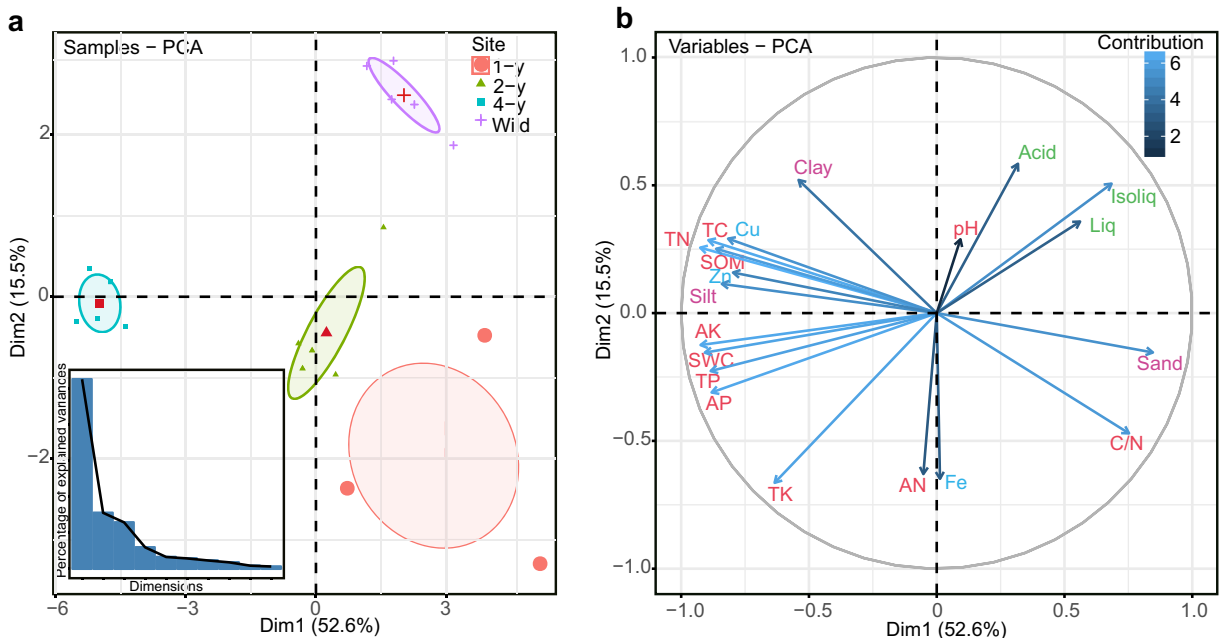 a
Samples − PCA
Site
1−y
2−y
4−y
Wild
2
0
−2
Dim2 (15.5%)
Percentage of explained variances
Dimensions
−6
−3
0
3
Dim1 (52.6%)
b
Variables − PCA
Contribution
6
4
2
1.0
0.5
0.0
−0.5
−1.0
Dim2 (15.5%)
Acid
Clay
Isoliq
Liq
pH
TC
Cu
TN
SOM
Zn
Silt
AK
SWC
TP
AP
Sand
C/N
TK
AN
Fe
−1.0
−0.5
0
0.5
1.0
Dim1 (52.6%)